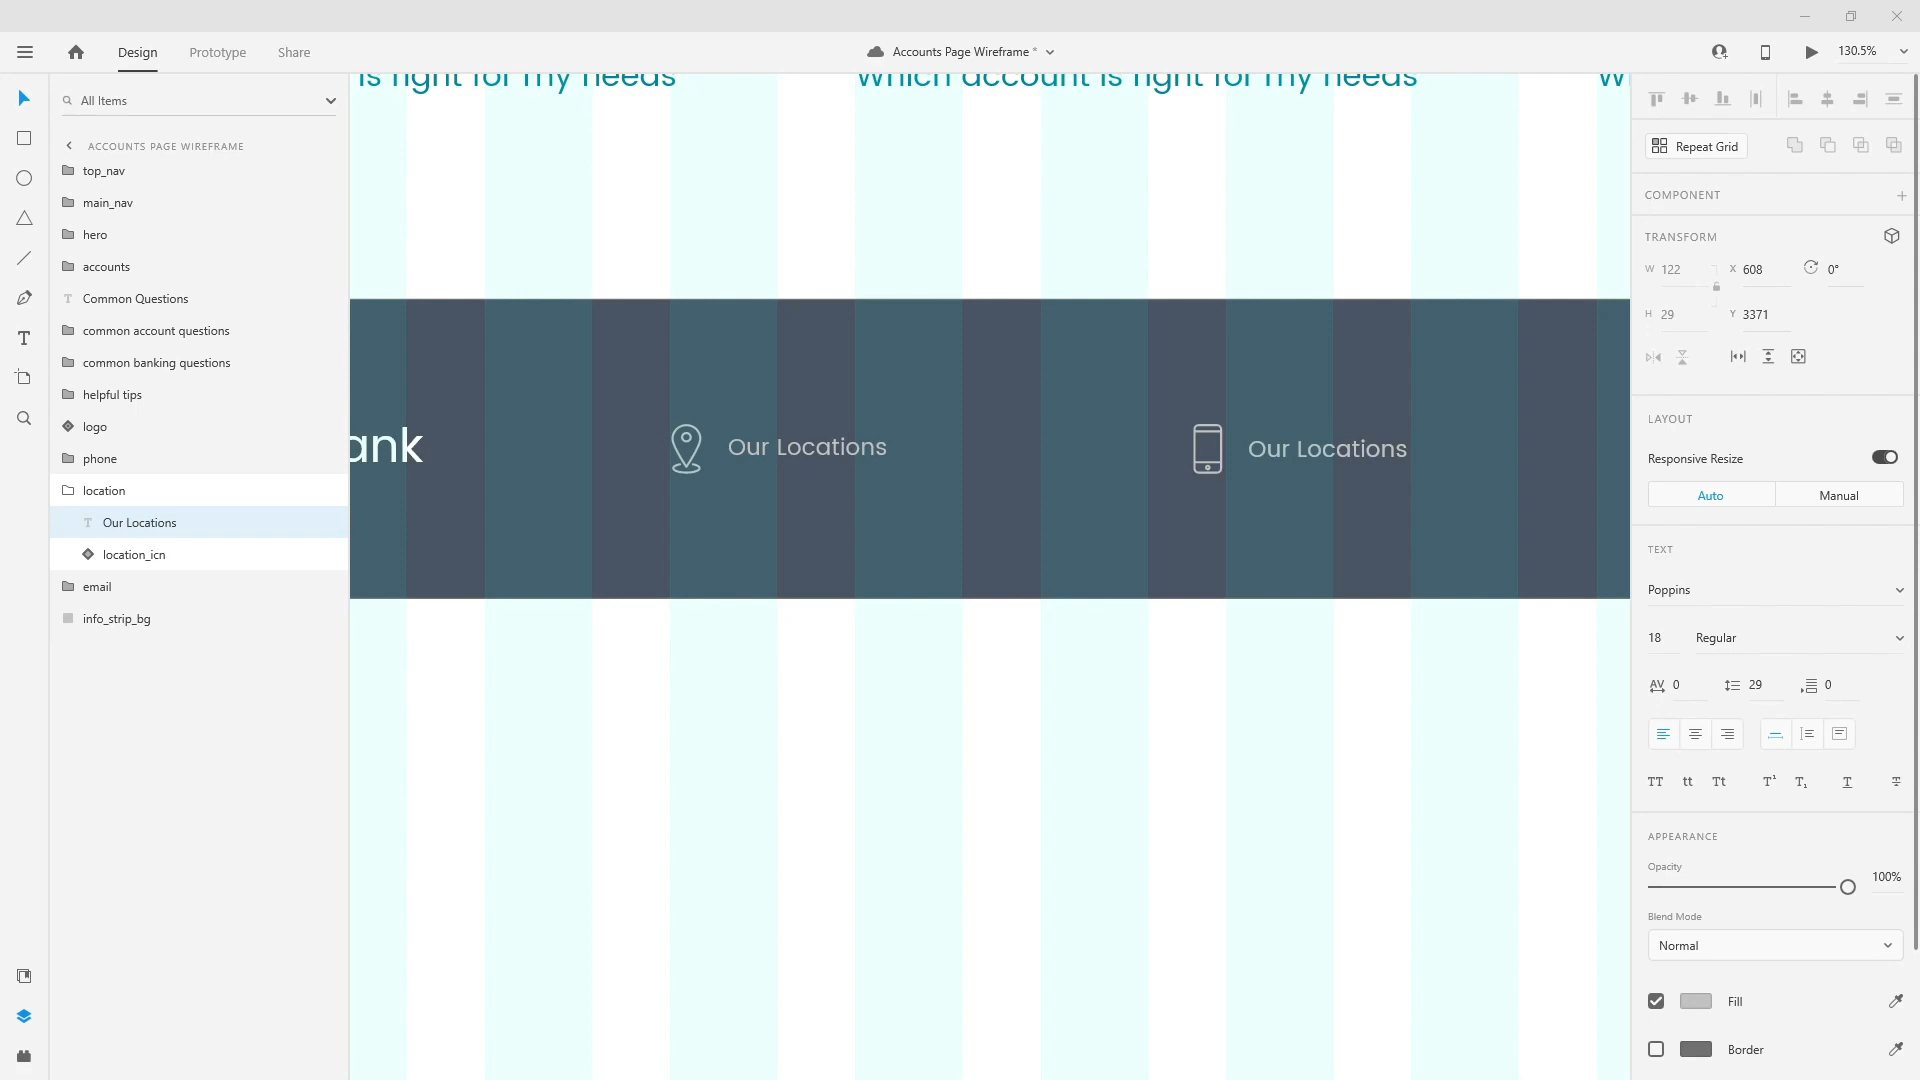 Design
Prototype
Share
Accounts Page Wireframe *
130.5%
All Items
ACCOUNTS PAGE WIREFRAME
top_nav
main_nav
hero
accounts
Common Questions
common account questions
common banking questions
helpful tips
logo
phone
location
Our Locations
location_icn
email
info_strip_bg
is right for my needs
Which account is right for my needs
W
ank
Our Locations
Our Locations
Repeat Grid
COMPONENT
TRANSFORM
W 122
X 608
0°
H 29
Y 3371
LAYOUT
Responsive Resize
Auto
Manual
TEXT
Poppins
18
Regular
AV 0
29
0
TT tt Tt T¹ T₁ T T
APPEARANCE
Opacity
100%
Blend Mode
Normal
Fill
Border